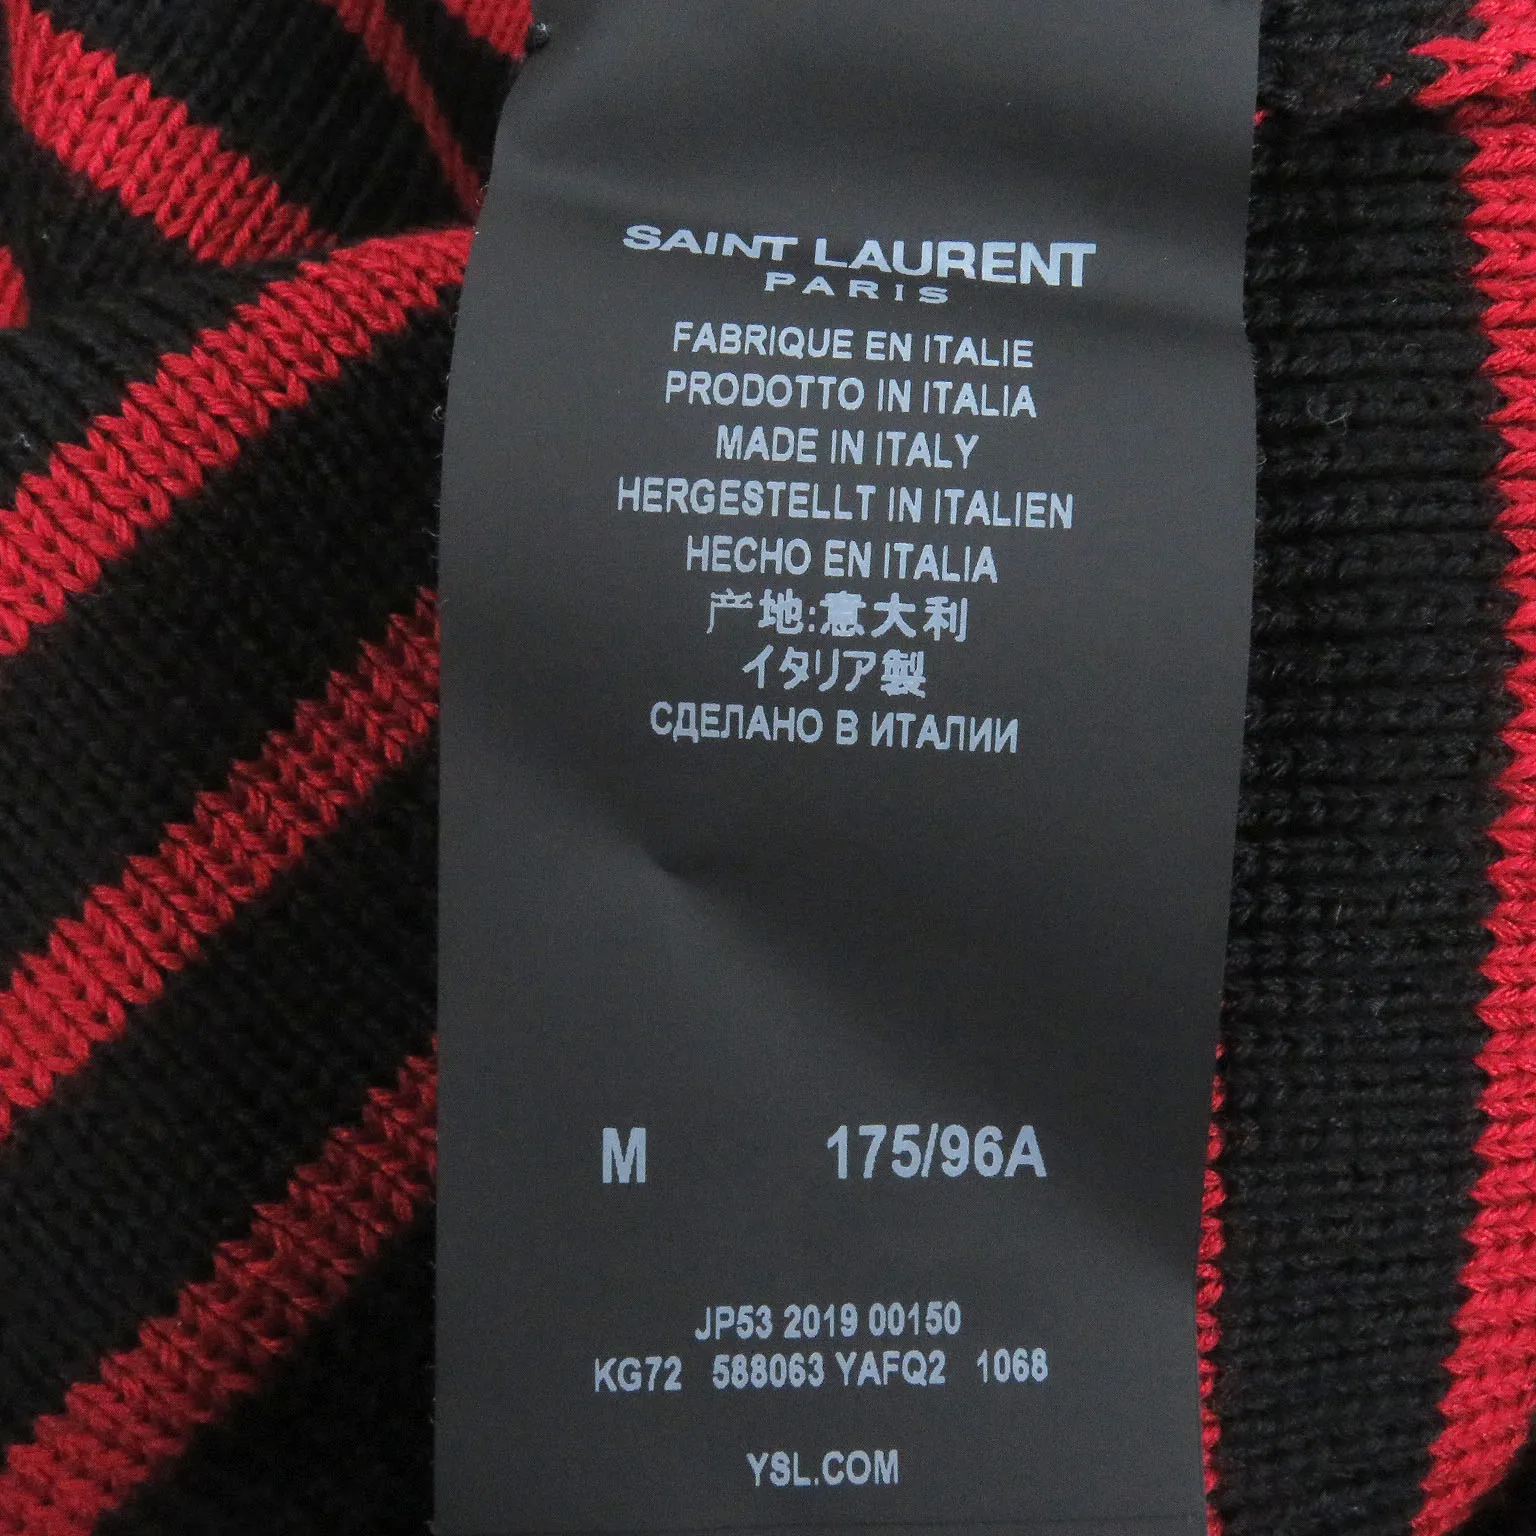 SAINT LAURENT
PARIS
FABRIQUE EN ITALIE
PRODOTTO IN ITALIA
MADE IN ITALY
HERGESTELLT IN ITALIEN
HECHO EN ITALIA
产地:意大利
イタリア製
СДЕЛАНО В ИТАЛИИ
M 175/96A
JP53 2019 00150
KG72 588063 YAFQ2 1068
YSL.COM